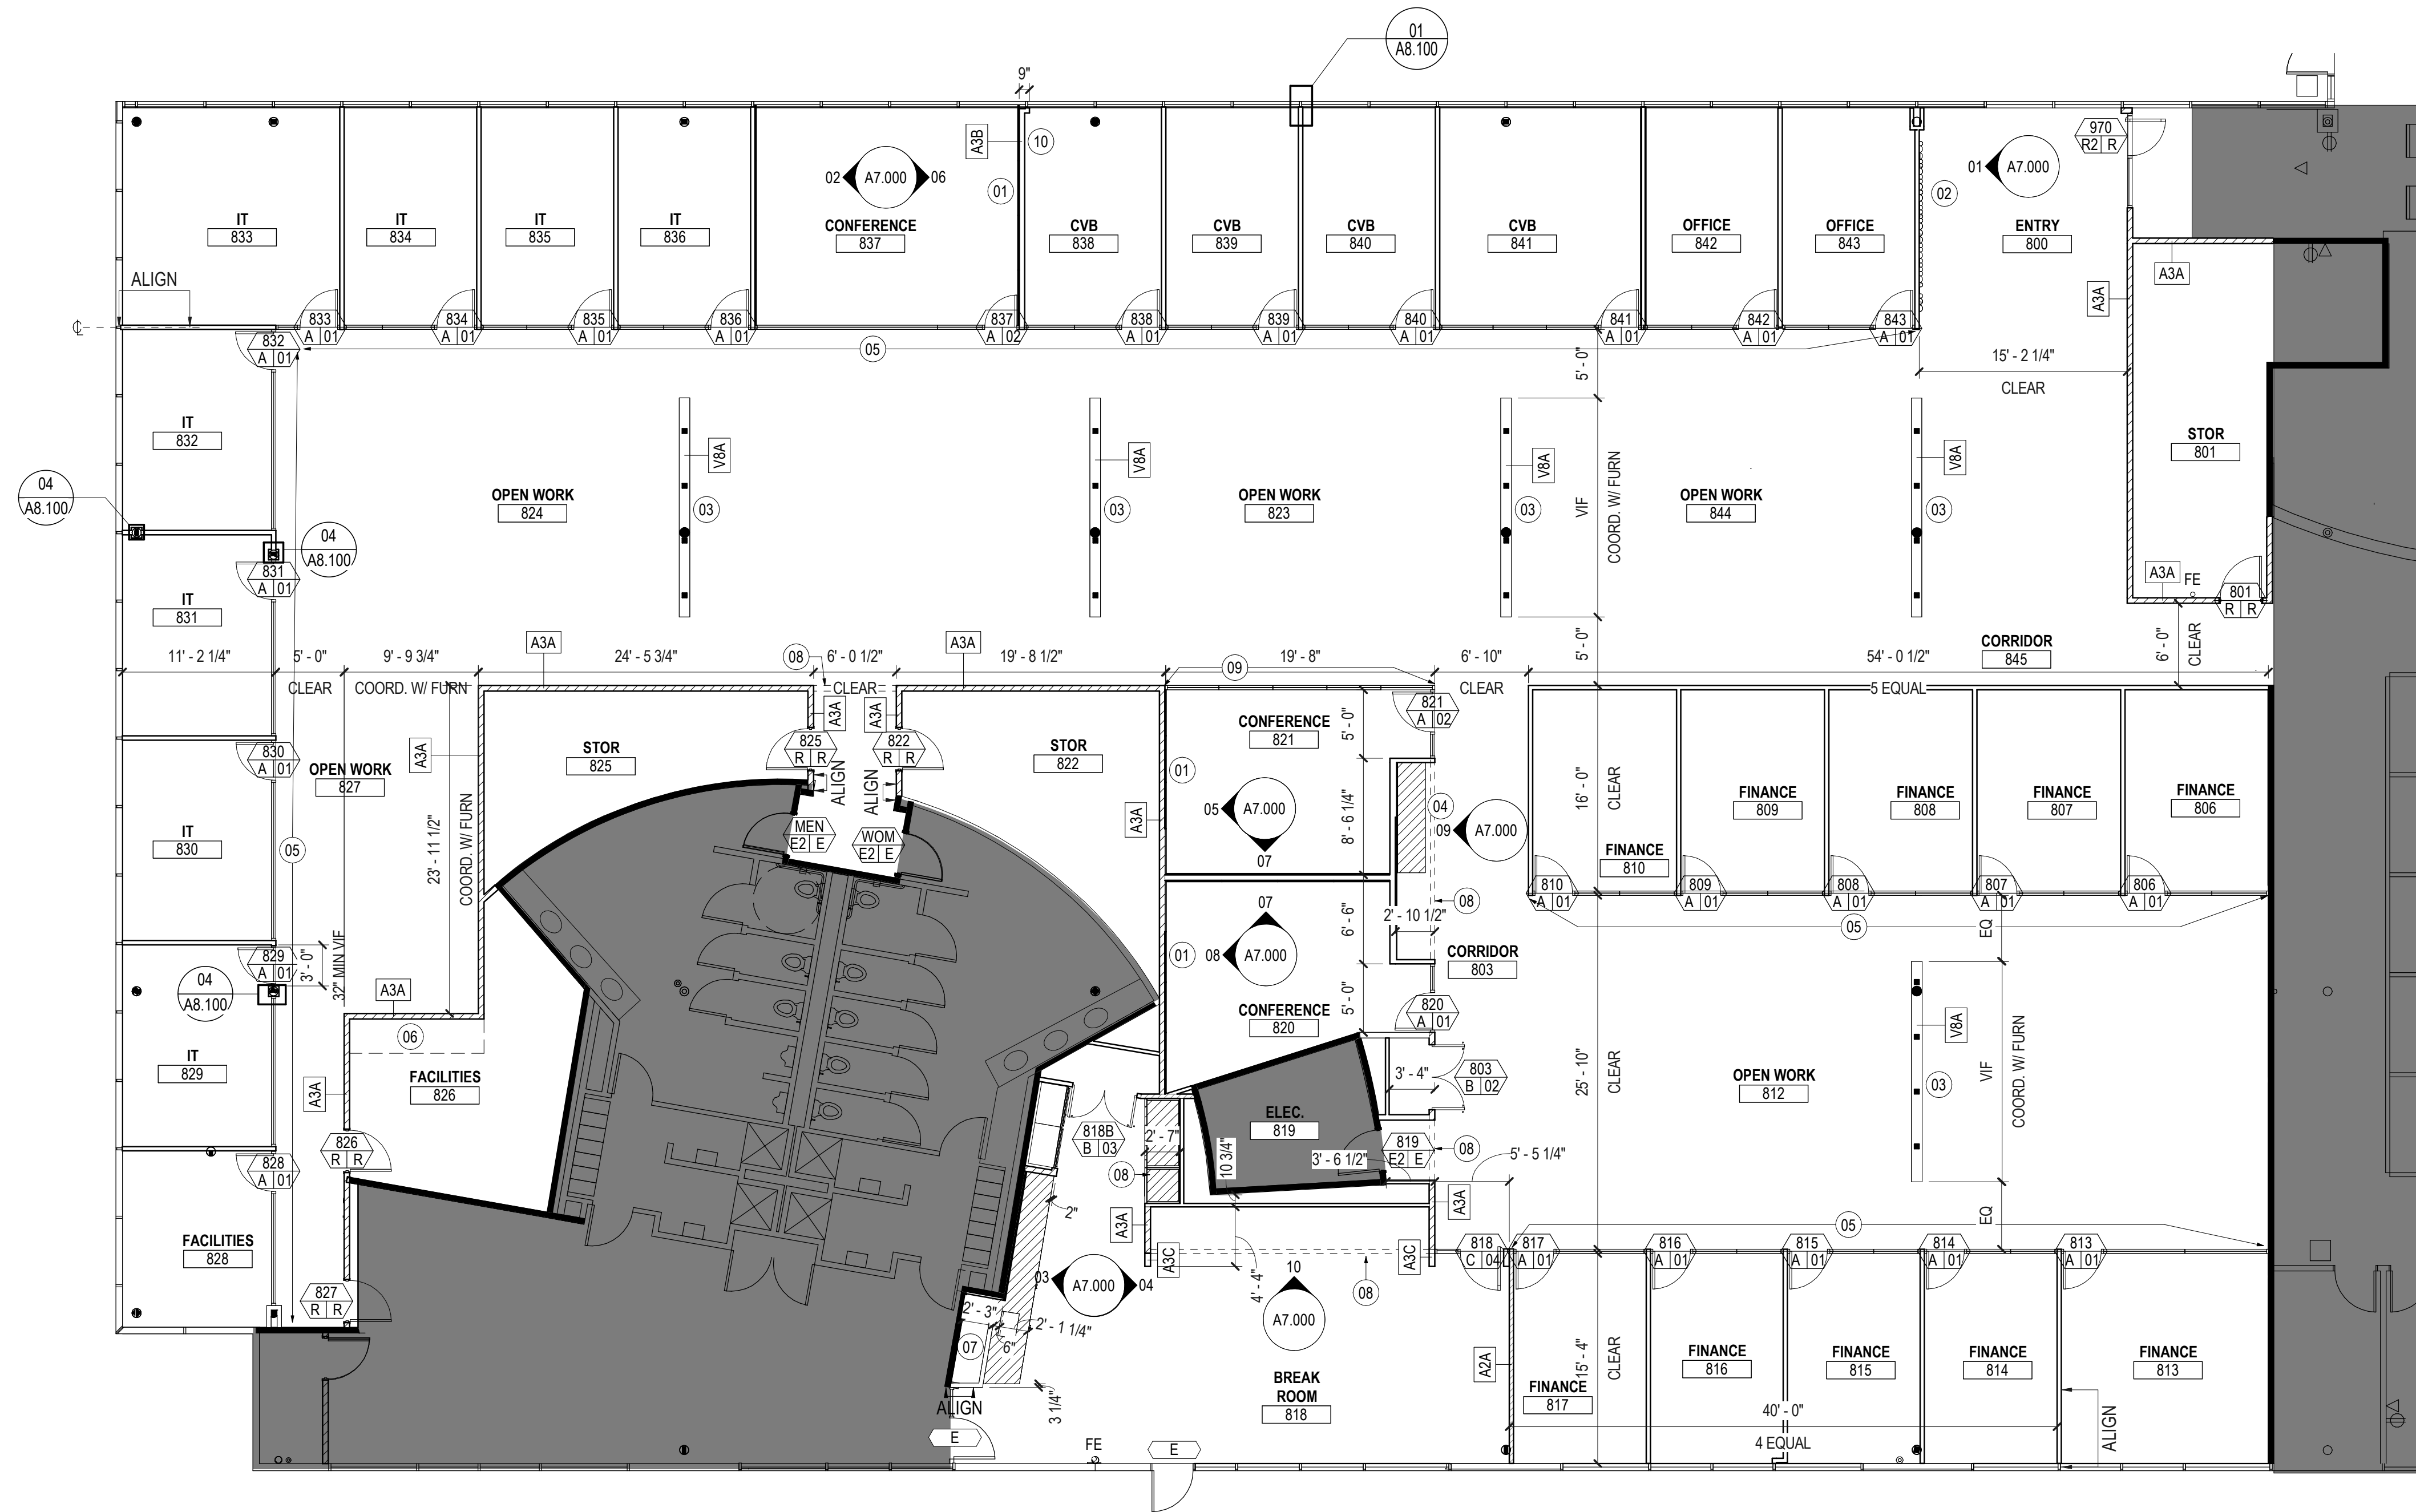 01
A8.100
9"
970
R2 R
A3B
10
01
02 A7.000 06
01 A7.000
02
IT
833
IT
834
IT
835
IT
836
CONFERENCE
837
CVB
838
CVB
839
CVB
840
CVB
841
OFFICE
842
OFFICE
843
ENTRY
800
A3A
A3A
ALIGN
℄
833
A 01
834
A 01
835
A 01
836
A 01
837
A 02
838
A 01
839
A 01
840
A 01
841
A 01
842
A 01
843
A 01
832
A 01
05
5' - 0"
15' - 2 1/4"
CLEAR
IT
832
V8A
V8A
V8A
V8A
STOR
801
04
A8.100
OPEN WORK
824
03
03
OPEN WORK
823
03
VIF
COORD. W/ FURN
OPEN WORK
844
03
04
A8.100
831
A 01
IT
831
A3A
FE
801
R R
11' - 2 1/4"
5' - 0"
CLEAR
9' - 9 3/4"
COORD. W/ FURN
A3A
24' - 5 3/4"
08
6' - 0 1/2"
CLEAR
A3A
19' - 8 1/2"
09
19' - 8"
6' - 10"
CLEAR
5' - 0"
54' - 0 1/2"
5 EQUAL
CORRIDOR
845
6' - 0"
CLEAR
830
A 01
OPEN WORK
827
A3A
STOR
825
A3A
A3A
825
R R
822
R R
ALIGN
ALIGN
STOR
822
A3A
CONFERENCE
821
821
A 02
5' - 0"
01
05 A7.000
07
8' - 6 1/4"
04
09 A7.000
16' - 0"
CLEAR
FINANCE
810
FINANCE
809
FINANCE
808
FINANCE
807
FINANCE
806
MEN
E2 E
WOM
E2 E
IT
830
05
23' - 11 1/2"
COORD. W/ FURN
810
A 01
809
A 01
808
A 01
807
A 01
806
A 01
05
EQ
07
08 A7.000
01
6' - 6"
2' - 10 1/2"
08
CORRIDOR
803
829
A 01
3' - 0"
32" MIN VIF
04
A8.100
A3A
06
IT
829
FACILITIES
826
A3A
CONFERENCE
820
5' - 0"
820
A 01
3' - 4"
803
B 02
25' - 10"
CLEAR
OPEN WORK
812
V8A
03
VIF
COORD. W/ FURN
ELEC.
819
826
R R
828
A 01
818B
B 03
2' - 7"
08
10 3/4"
3' - 6 1/2"
819
E2 E
08
5' - 5 1/4"
A3A
A3A
2"
A3C
A3C
FACILITIES
828
827
R R
03 A7.000 04
4' - 4"
10
A7.000
08
818
C 04
817
A 01
816
A 01
815
A 01
814
A 01
813
A 01
05
EQ
2' - 3"
2' - 1 1/4"
6"
07
ALIGN
3 1/4"
E
FE
E
BREAK
ROOM
818
A2A
15' - 4"
CLEAR
FINANCE
817
FINANCE
816
FINANCE
815
FINANCE
814
FINANCE
813
40' - 0"
4 EQUAL
ALIGN